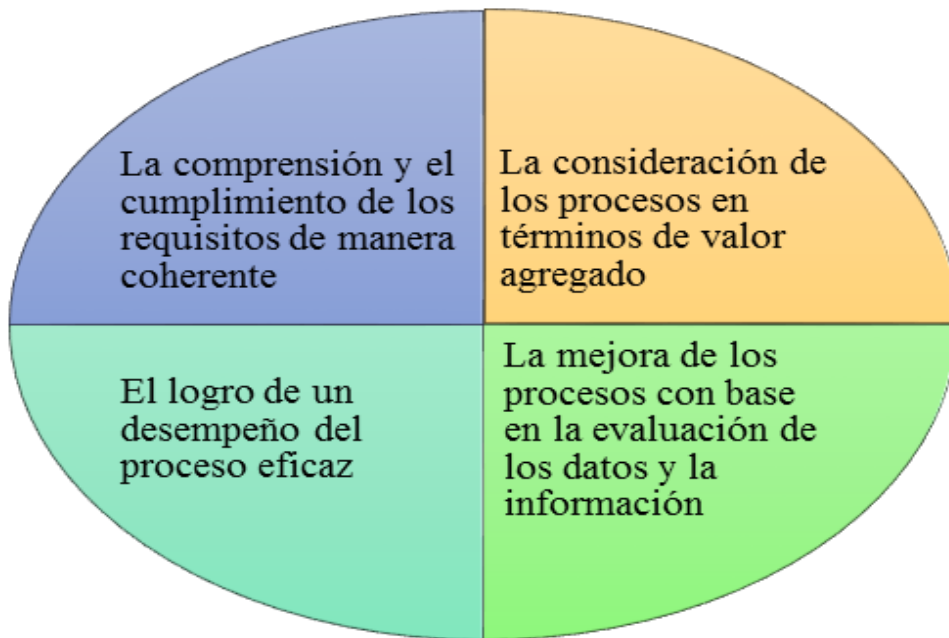 La comprensión y el
cumplimiento de los
requisitos de manera
coherente
La consideración de
los procesos en
términos de valor
agregado
El logro de un
desempeño del
proceso eficaz
La mejora de los
procesos con base
en la evaluación de
los datos y la
información